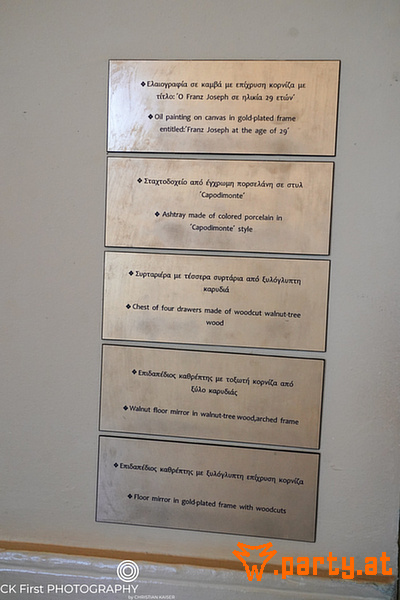 ❖Ελαιογραφία σε καμβά με επίχρυση κορνίζα με
τίτλο: ‘Ο Franz Joseph σε ηλικία 29 ετών’
❖Oil painting on canvas in gold-plated frame
entitled:‘Franz Joseph at the age of 29’
❖Σταχτοδοχείο από έγχρωμη πορσελάνη σε στυλ
‘Capodimonte’
❖ Ashtray made of colored porcelain in
‘Capodimonte’ style
❖Συρταριέρα με τέσσερα συρτάρια από ξυλόγλυπτη
καρυδιά
❖Chest of four drawers made of woodcut walnut-tree
wood
❖Επιδαπέδιος καθρέπτης με τοξωτή κορνίζα από
ξύλο καρυδιάς
❖Walnut floor mirror in walnut-tree wood,arched frame
❖Επιδαπέδιος καθρέπτης με ξυλόγλυπτη επίχρυση κορνίζα
❖Floor mirror in gold-plated frame with woodcuts
w.party.at
CK First PHOTOGRAPHY
by CHRISTIAN KAISER